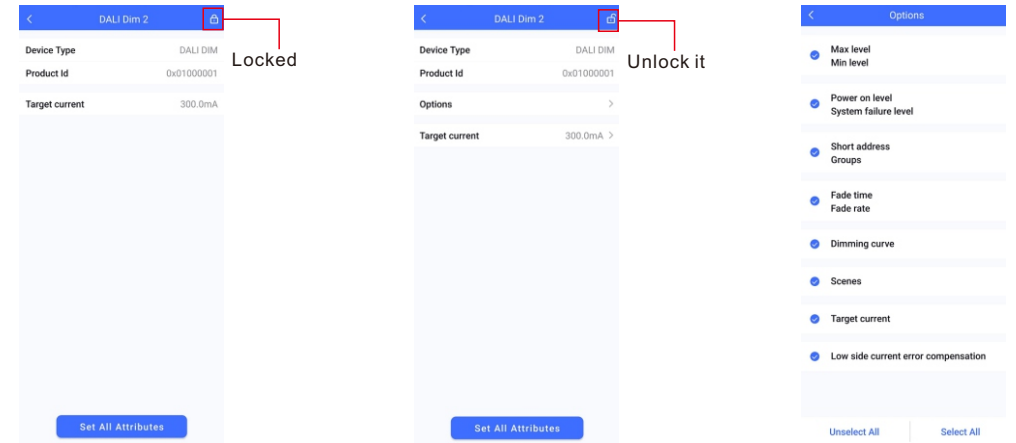 DALI Dim 2
Device Type DALI DIM
Product Id 0x01000001
Target current 300.0mA
Set All Attributes
Locked
DALI Dim 2
Device Type DALI DIM
Product Id 0x01000001
Options
Target current 300.0mA
Set All Attributes
Unlock it
Options
Max level
Min level
Power on level
System failure level
Short address
Groups
Fade time
Fade rate
Dimming curve
Scenes
Target current
Low side current error compensation
Unselect All Select All